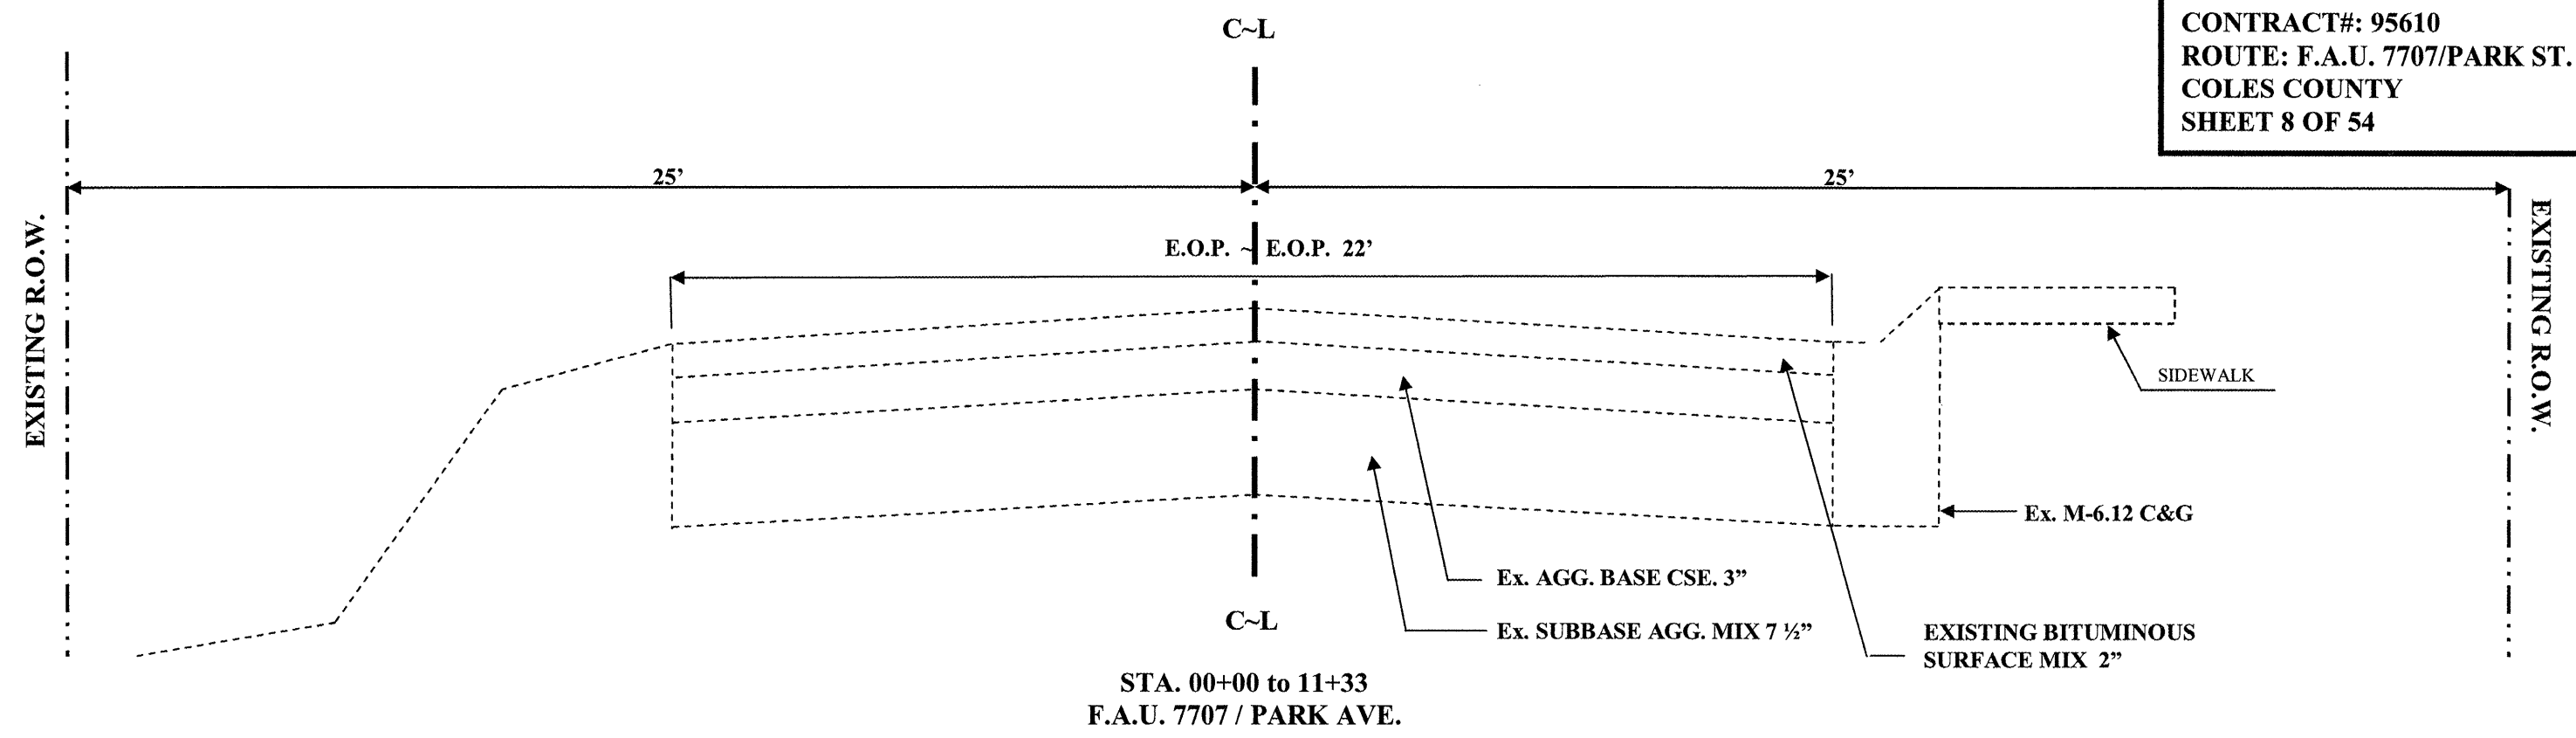 CONTRACT#: 95610
ROUTE: F.A.U. 7707/PARK ST.
COLES COUNTY
SHEET 8 OF 54
C~L
25’
25’
EXISTING R.O.W.
EXISTING R.O.W.
E.O.P. ~ E.O.P. 22’
SIDEWALK
Ex. M-6.12 C&G
Ex. AGG. BASE CSE. 3”
Ex. SUBBASE AGG. MIX 7 ½”
EXISTING BITUMINOUS
SURFACE MIX 2”
C~L
STA. 00+00 to 11+33
F.A.U. 7707 / PARK AVE.